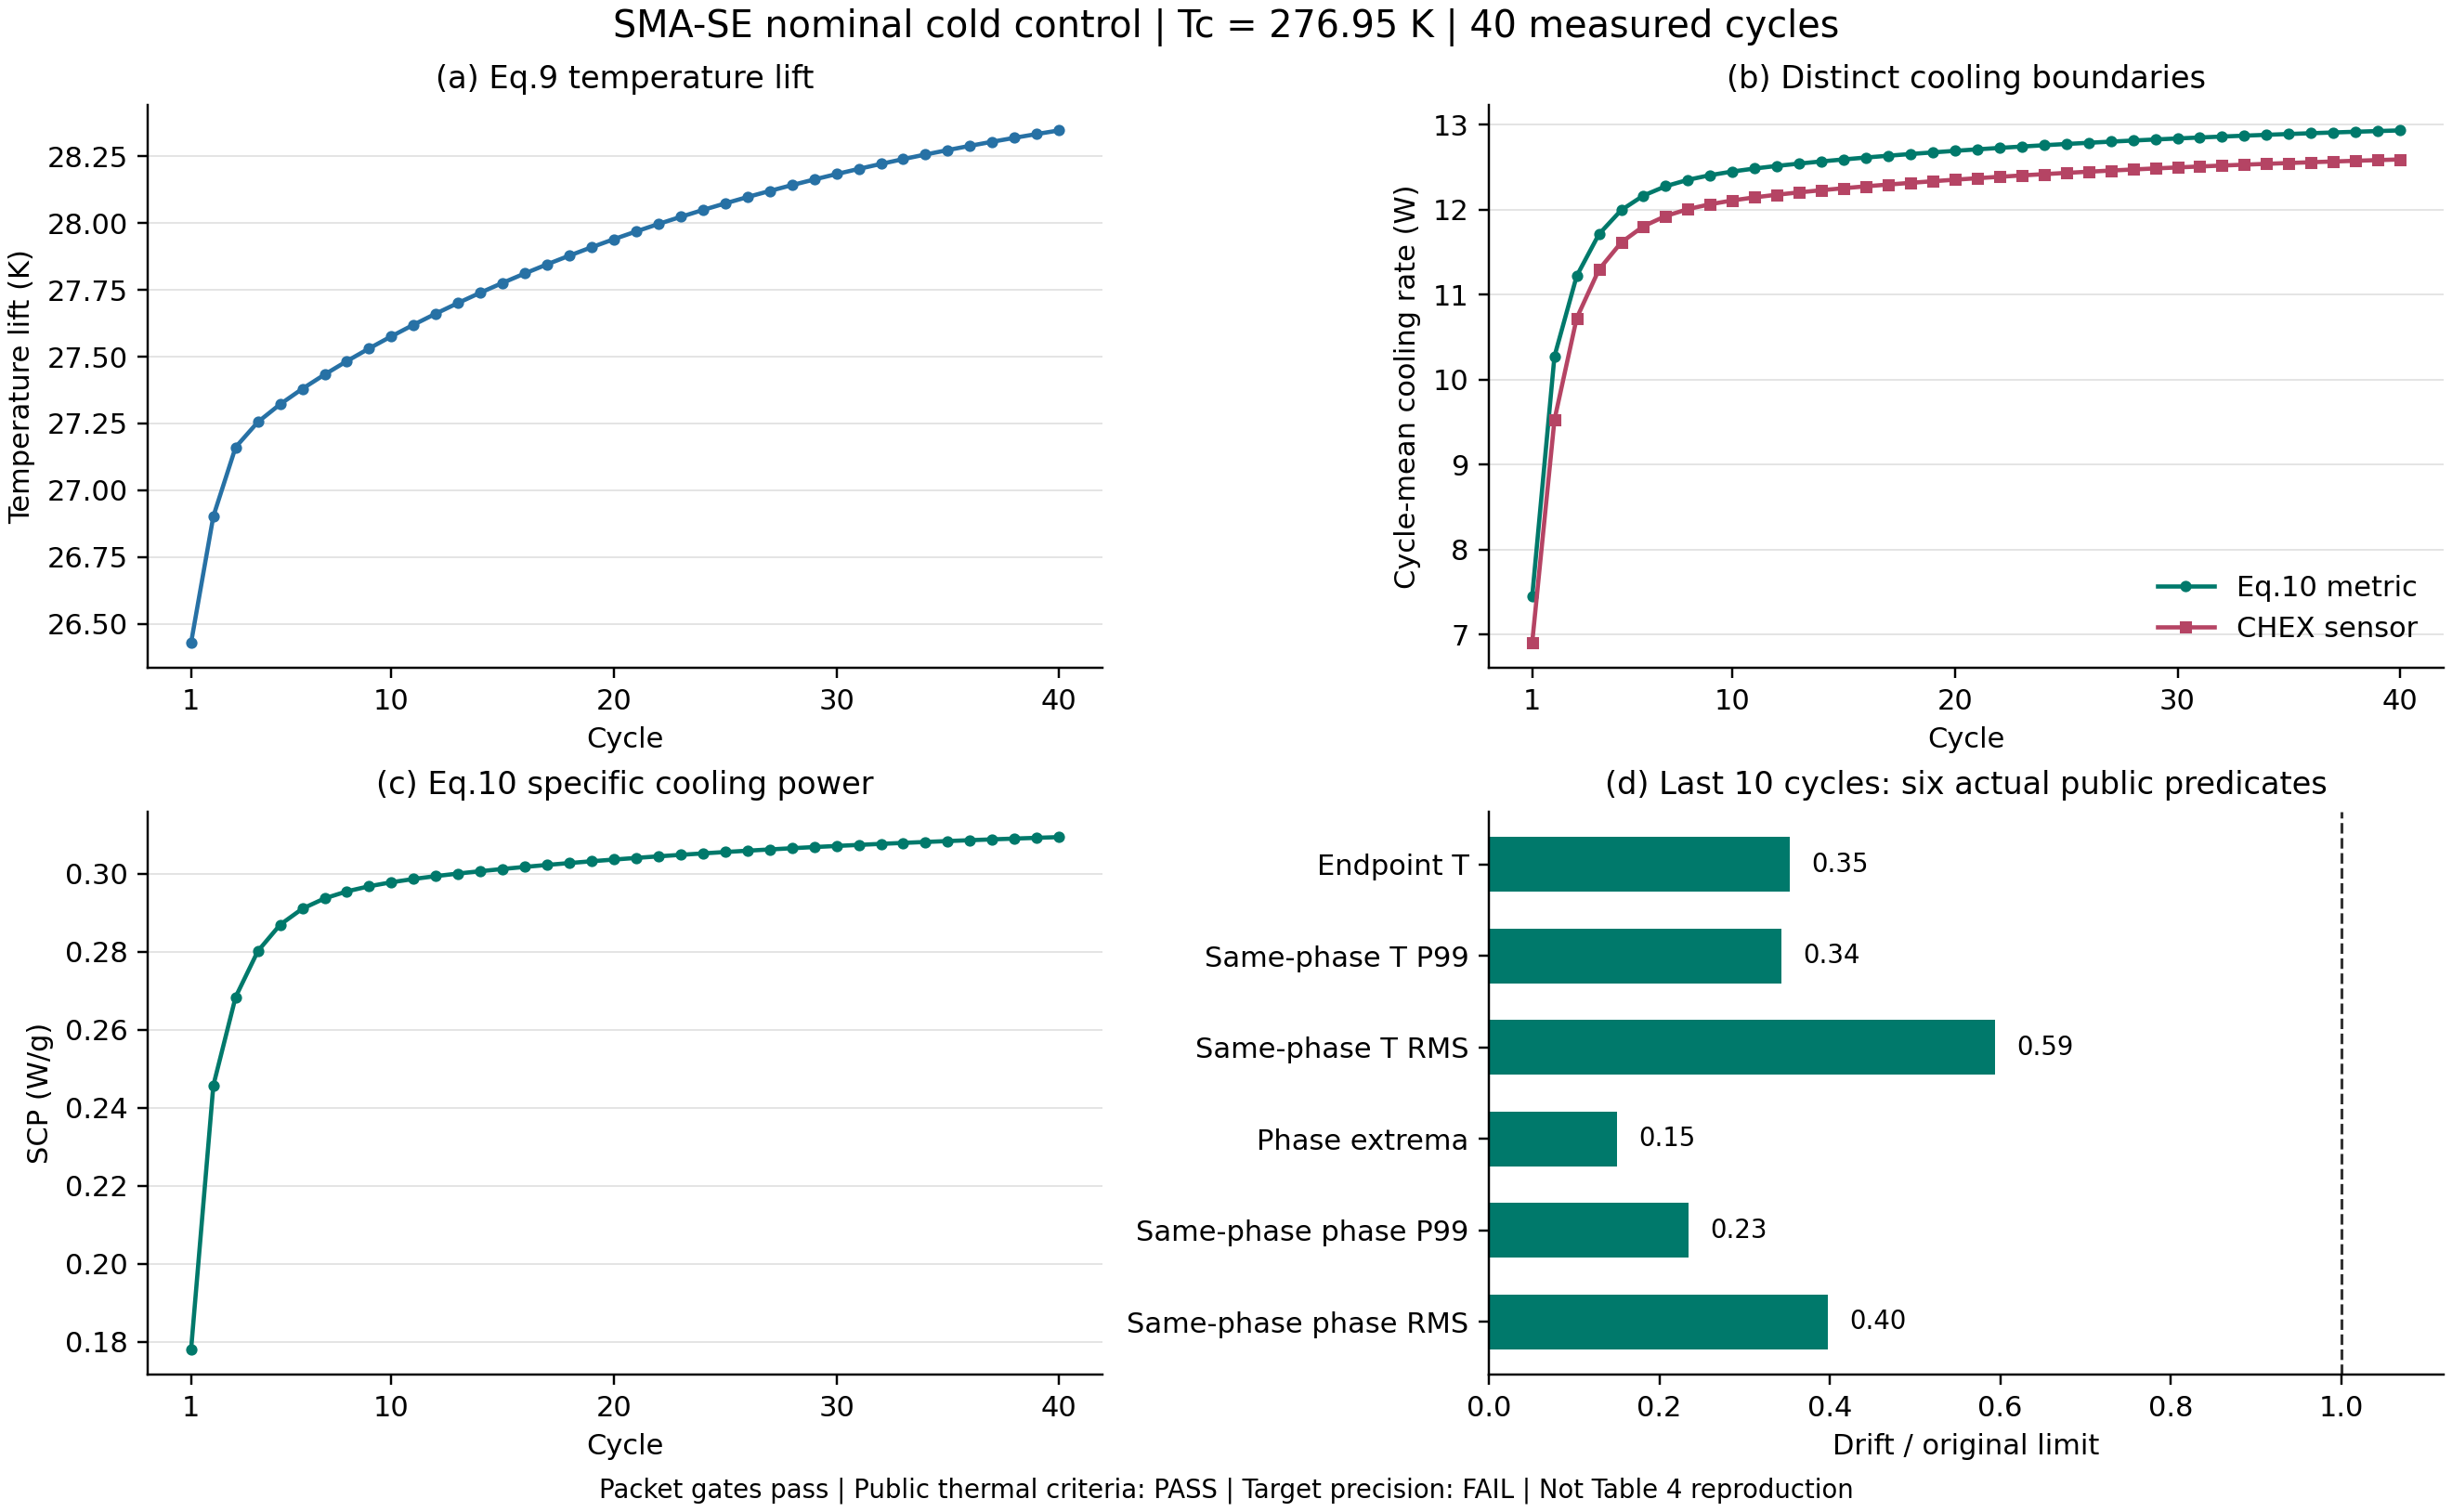 SMA-SE nominal cold control | Tc = 276.95 K | 40 measured cycles
(a) Eq.9 temperature lift
Temperature lift (K)
28.25
28.00
27.75
27.50
27.25
27.00
26.75
26.50
1 10 20 30 40
Cycle
(b) Distinct cooling boundaries
Cycle-mean cooling rate (W)
13
12
11
10
9
8
7
Eq.10 metric
CHEX sensor
1 10 20 30 40
Cycle
(c) Eq.10 specific cooling power
SCP (W/g)
0.30
0.28
0.26
0.24
0.22
0.20
0.18
1 10 20 30 40
Cycle
(d) Last 10 cycles: six actual public predicates
Endpoint T 0.35
Same-phase T P99 0.34
Same-phase T RMS 0.59
Phase extrema 0.15
Same-phase phase P99 0.23
Same-phase phase RMS 0.40
0.0 0.2 0.4 0.6 0.8 1.0
Drift / original limit
Packet gates pass | Public thermal criteria: PASS | Target precision: FAIL | Not Table 4 reproduction